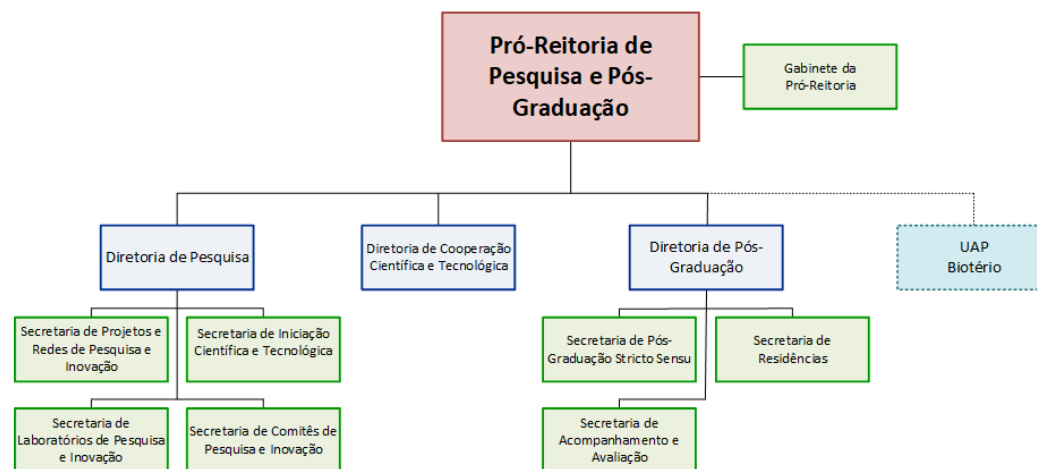 Pró-Reitoria de
Pesquisa e Pós-
Graduação
Gabinete da
Pró-Reitoria
Diretoria de Pesquisa
Diretoria de Cooperação
Científica e Tecnológica
Diretoria de Pós-
Graduação
UAP
Biotério
Secretaria de Projetos e
Redes de Pesquisa e
Inovação
Secretaria de Iniciação
Científica e Tecnológica
Secretaria de Pós-
Graduação Stricto Sensu
Secretaria de
Residências
Secretaria de
Laboratórios de Pesquisa
e Inovação
Secretaria de Comitês de
Pesquisa e Inovação
Secretaria de
Acompanhamento e
Avaliação